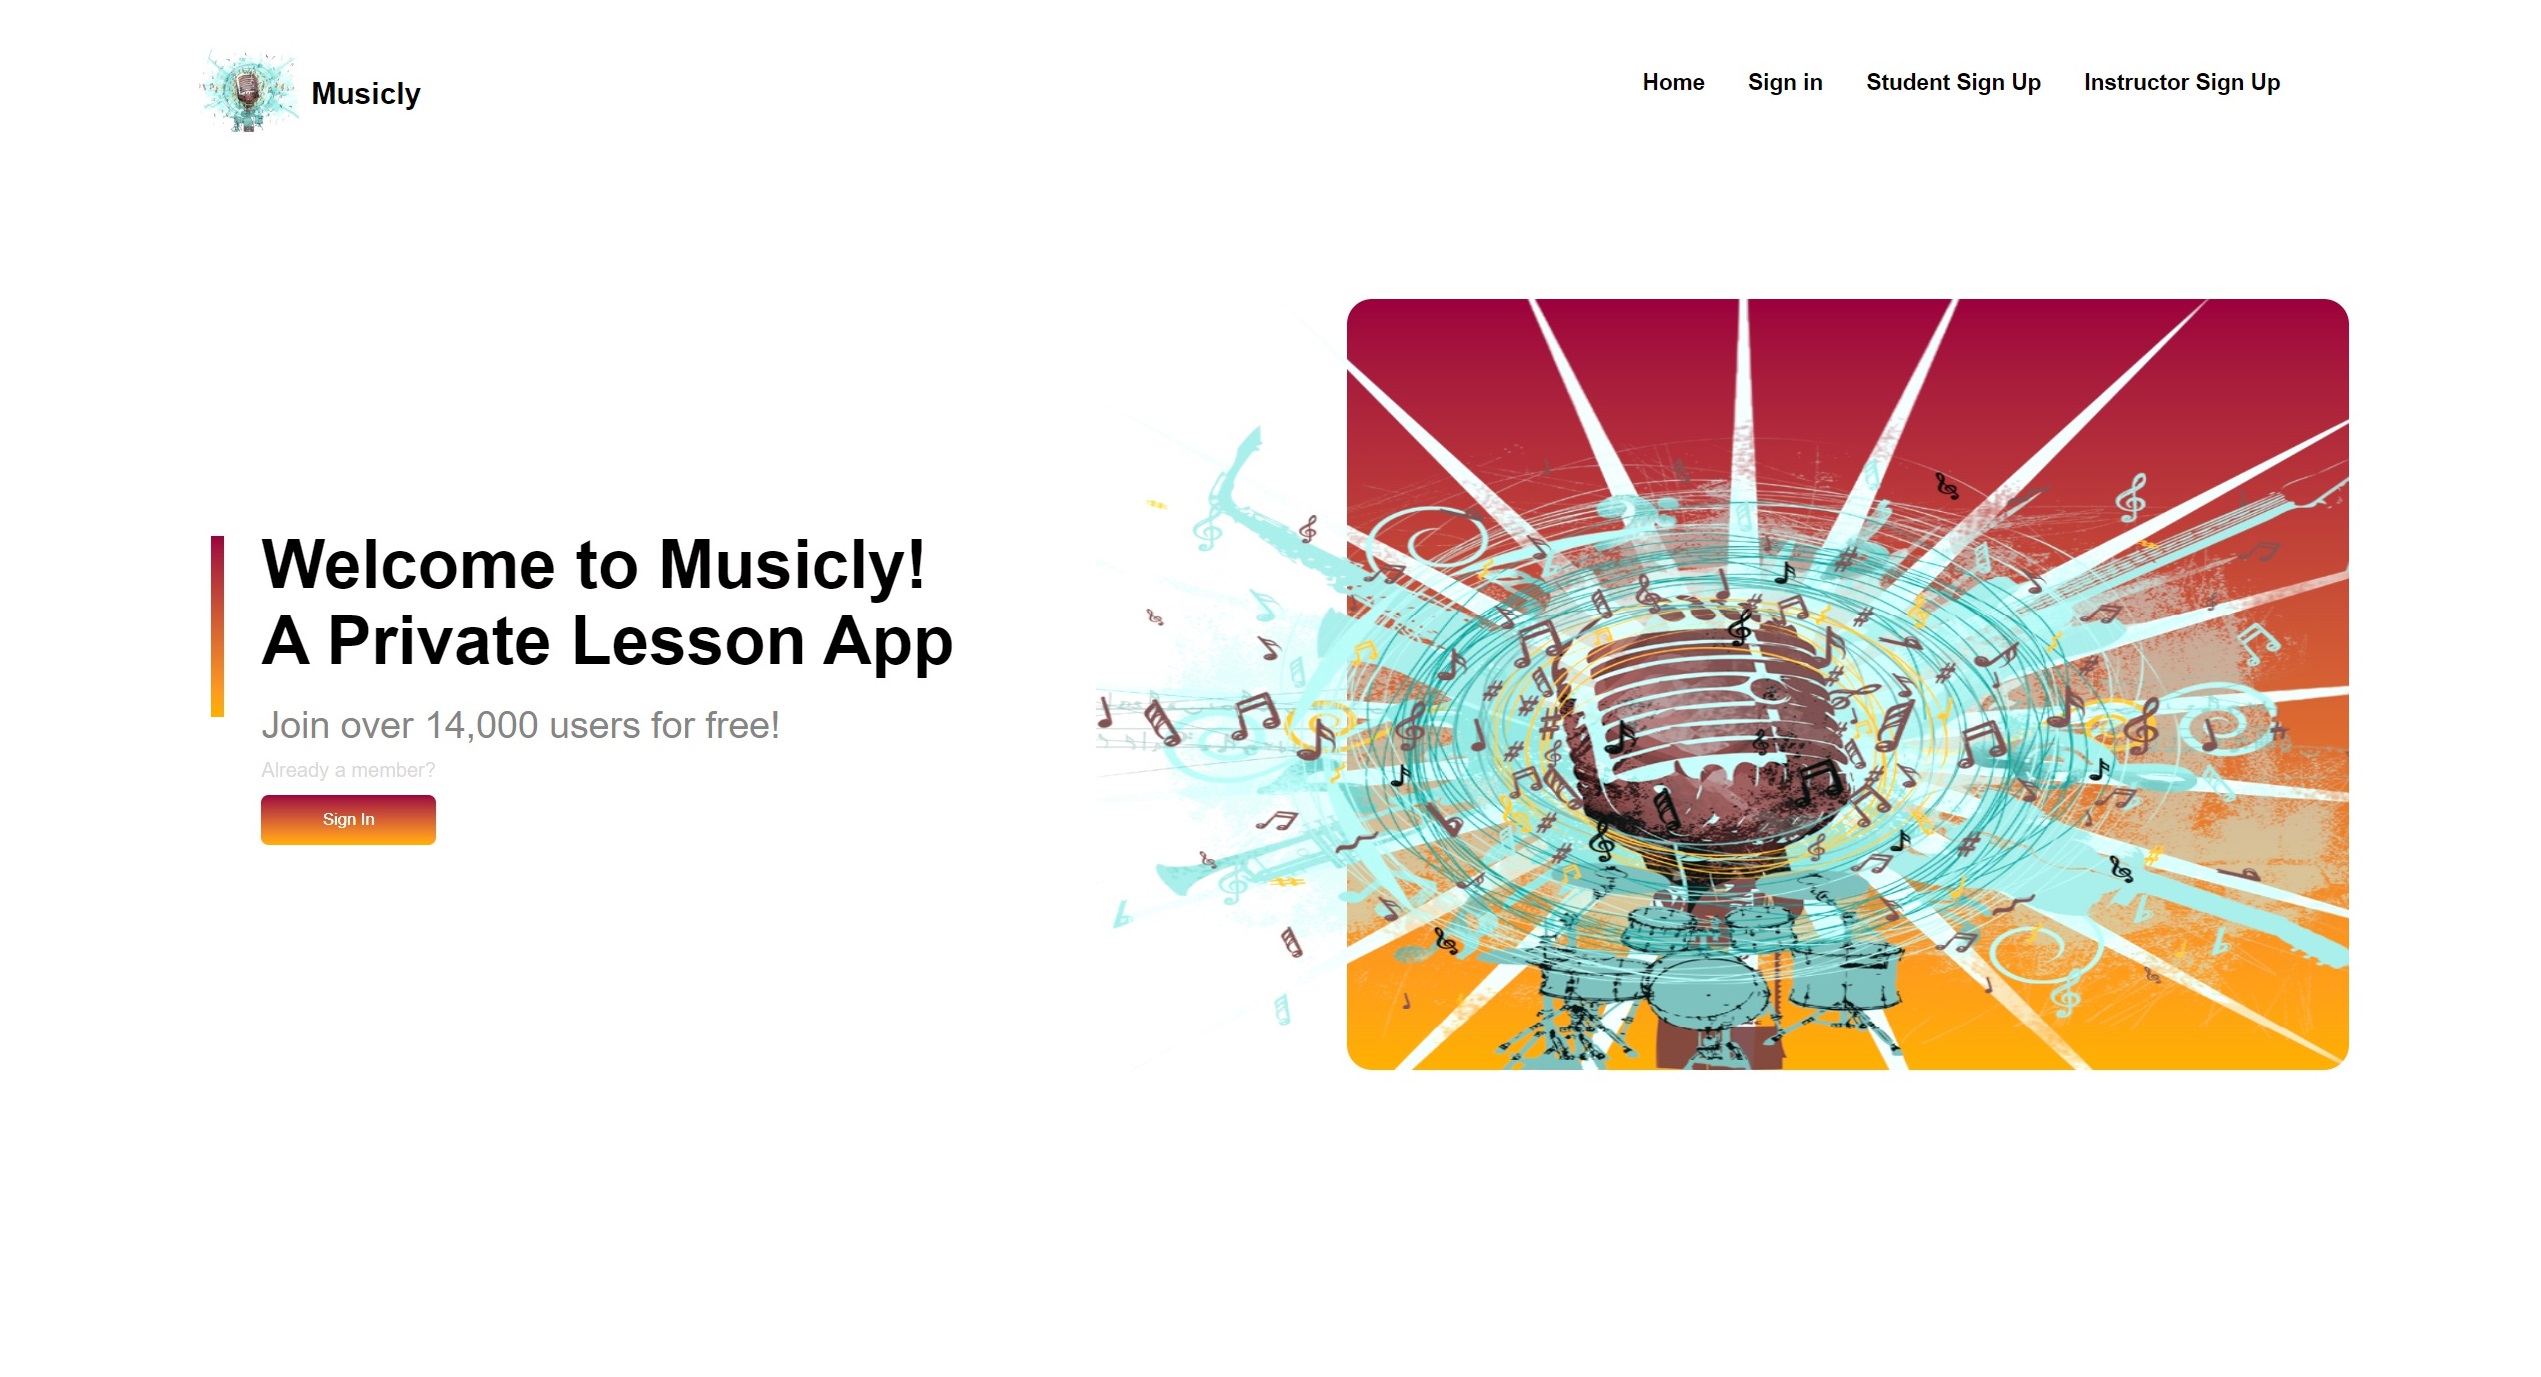 Musicly
Home Sign in Student Sign Up Instructor Sign Up
Welcome to Musicly!
A Private Lesson App
Join over 14,000 users for free!
Already a member?
Sign In